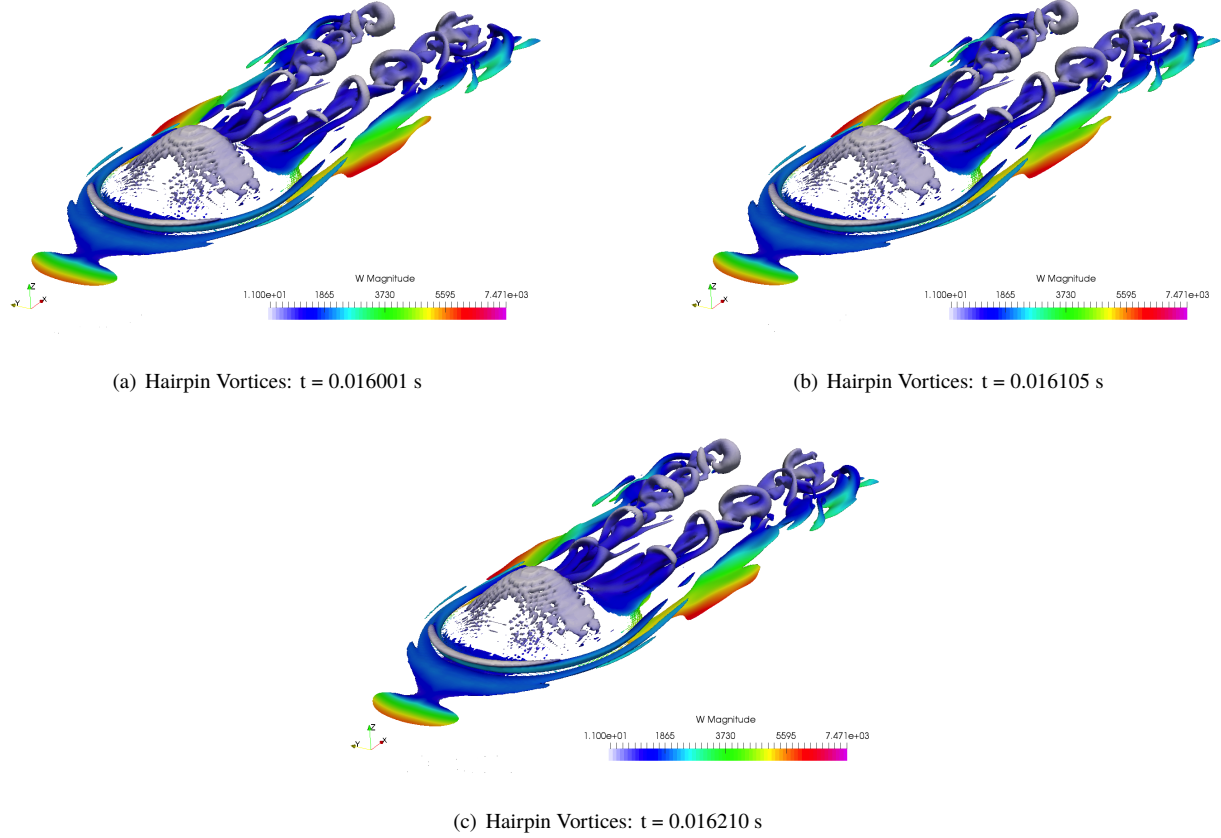 W Magnitude
1.100e+01 1865 3730 5595 7.471e+03
Z
Y
X
(a) Hairpin Vortices: t = 0.016001 s
W Magnitude
1.100e+01 1865 3730 5595 7.471e+03
Z
Y
X
(b) Hairpin Vortices: t = 0.016105 s
W Magnitude
1.100e+01 1865 3730 5595 7.471e+03
Z
Y
X
(c) Hairpin Vortices: t = 0.016210 s